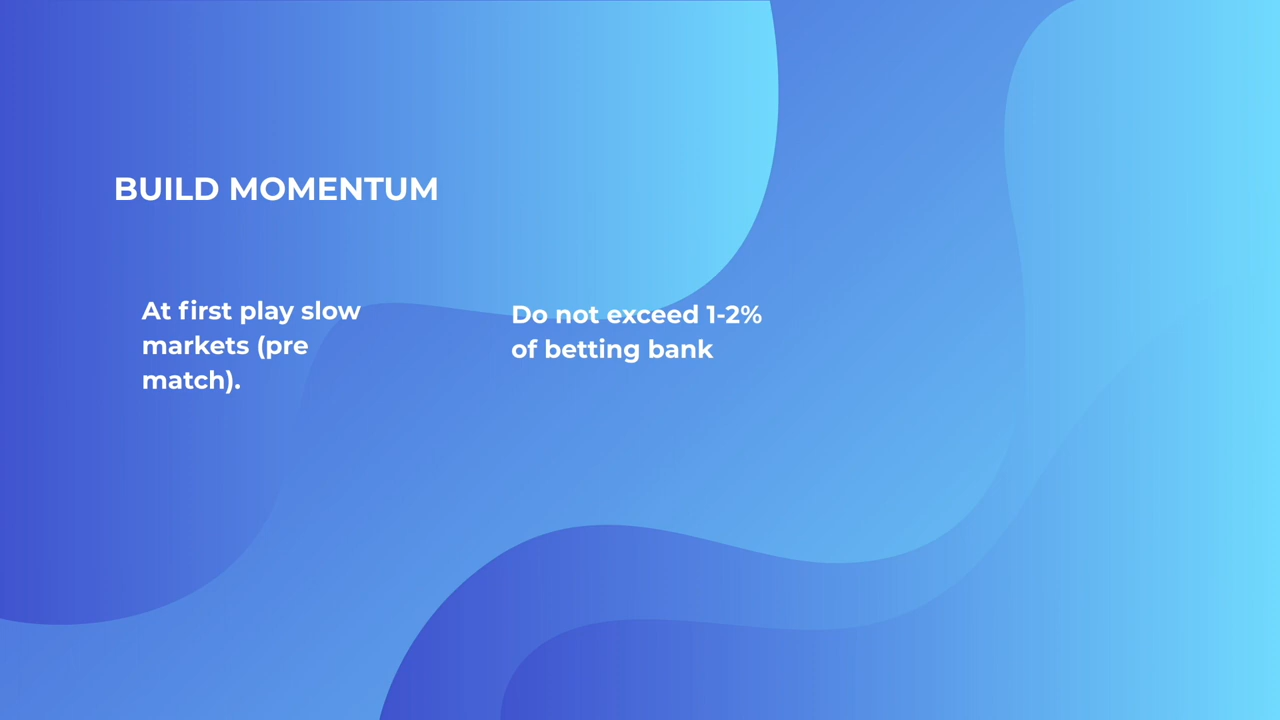 BUILD MOMENTUM
At first play slow
markets (pre
match).
Do not exceed 1-2%
of betting bank